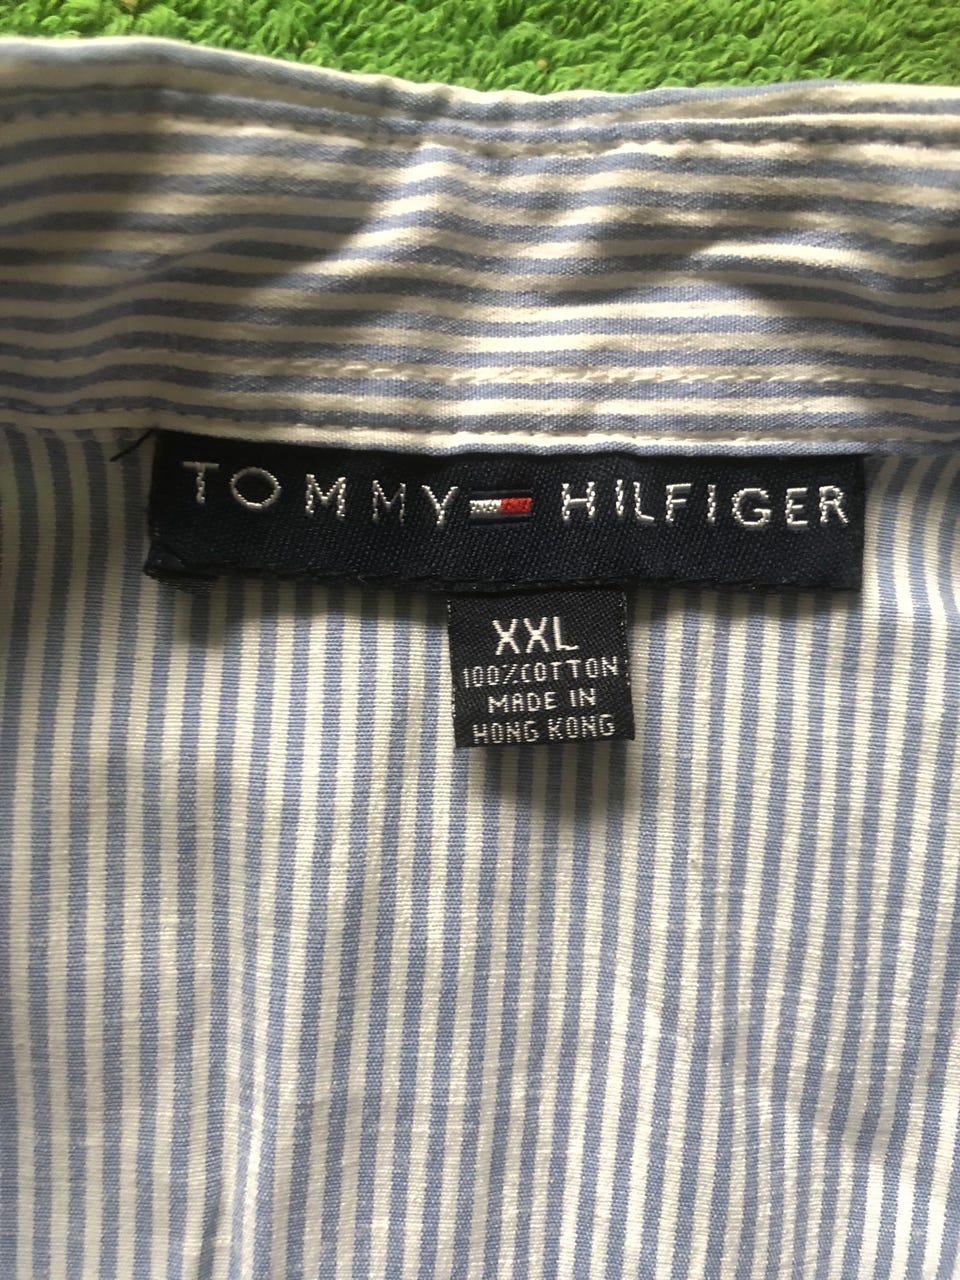 TOMMY HILFIGER
XXL
100%COTTON
MADE IN
HONG KONG